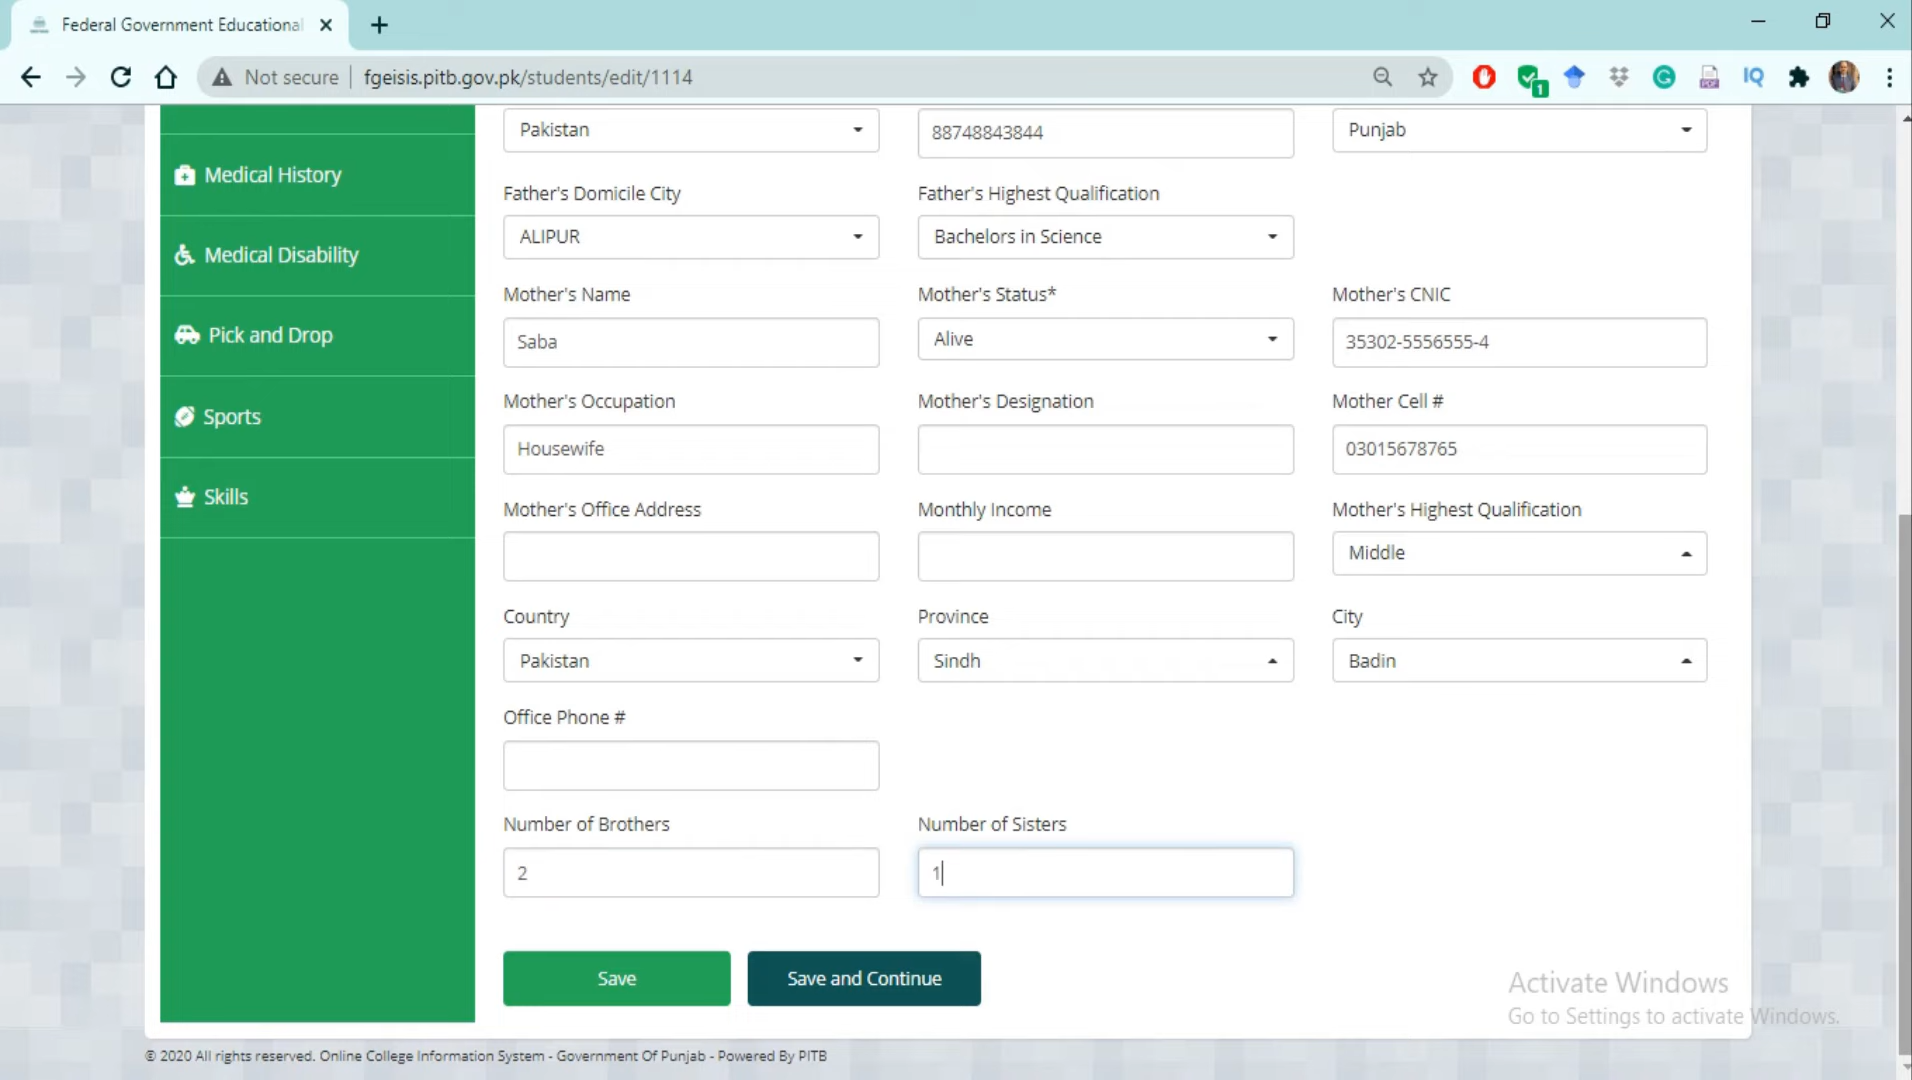 Federal Government Educational
Not secure fgeisis.pitb.gov.pk/students/edit/1114
1
PDF
IQ
Pakistan 88748843844 Punjab
Medical History
Medical Disability
Pick and Drop
Sports
Skills
Father's Domicile City Father's Highest Qualification
ALIPUR Bachelors in Science
Mother's Name Mother's Status* Mother's CNIC
Saba Alive 35302-5556555-4
Mother's Occupation Mother's Designation Mother Cell #
Housewife 03015678765
Mother's Office Address Monthly Income Mother's Highest Qualification
Middle
Country Province City
Pakistan Sindh Badin
Office Phone #
Number of Brothers Number of Sisters
2 1
Save Save and Continue
Activate Windows
Go to Settings to activate Windows.
© 2020 All rights reserved. Online College Information System - Government Of Punjab - Powered By PITB